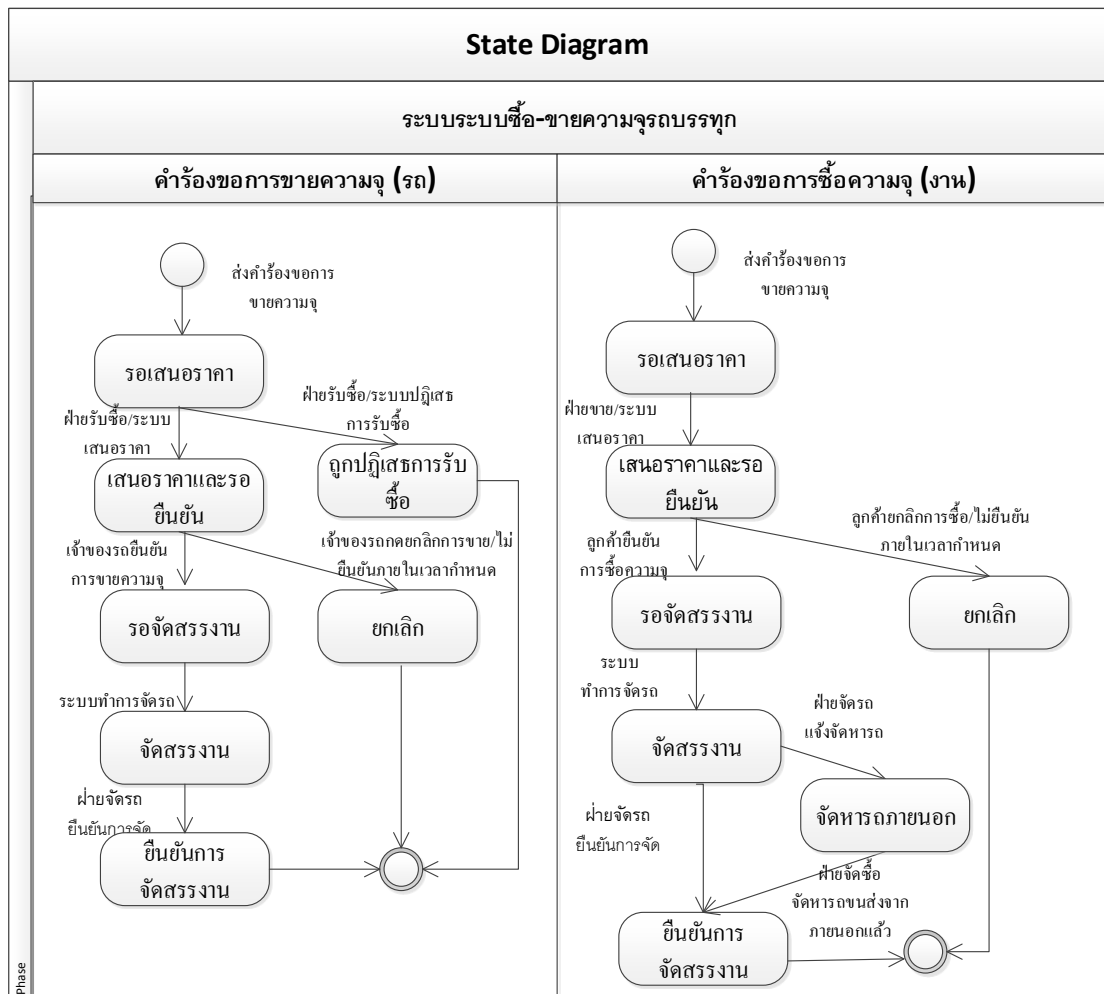 State Diagram
ระบบระบบซื้อ-ขายความจุรถบรรทุก
คำร้องขอการขายความจุ (รถ)
คำร้องขอการซื้อความจุ (งาน)
ส่งคำร้องขอการ
ขายความจุ
รอเสนอราคา
ฝ่ายรับซื้อ/ระบบ
เสนอราคา
ฝ่ายรับซื้อ/ระบบปฎิเสธ
การรับซื้อ
เสนอราคาและรอ
ยืนยัน
ถูกปฏิเสธการรับ
ซื้อ
เจ้าของรถยืนยัน
การขายความจุ
เจ้าของรถกดยกลิกการขาย/ไม่
ยืนยันภายในเวลากำหนด
รอจัดสรรงาน
ยกเลิก
ระบบทำการจัดรถ
จัดสรรงาน
ฝ่ายจัดรถ
ยืนยันการจัด
ยืนยันการ
จัดสรรงาน
ส่งคำร้องขอการ
ขายความจุ
รอเสนอราคา
ฝ่ายขาย/ระบบ
เสนอราคา
เสนอราคาและรอ
ยืนยัน
ลูกค้ายืนยัน
การซื้อความจุ
ลูกค้ายกลิกการซื้อ/ไม่ยืนยัน
ภายในเวลากำหนด
รอจัดสรรงาน
ยกเลิก
ระบบ
ทำการจัดรถ
จัดสรรงาน
ฝ่ายจัดรถ
แจ้งจัดหารถ
จัดหารถภายนอก
ฝ่ายจัดรถ
ยืนยันการจัด
ฝ่ายจัดซื้อ
จัดหารถขนส่งจาก
ภายนอกแล้ว
ยืนยันการ
จัดสรรงาน
Phase